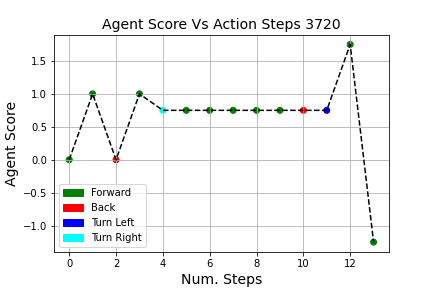 Agent Score Vs Action Steps 3720
Agent Score
1.5
1.0
0.5
0.0
−0.5
−1.0
Forward
Back
Turn Left
Turn Right
0 2 4 6 8 10 12
Num. Steps